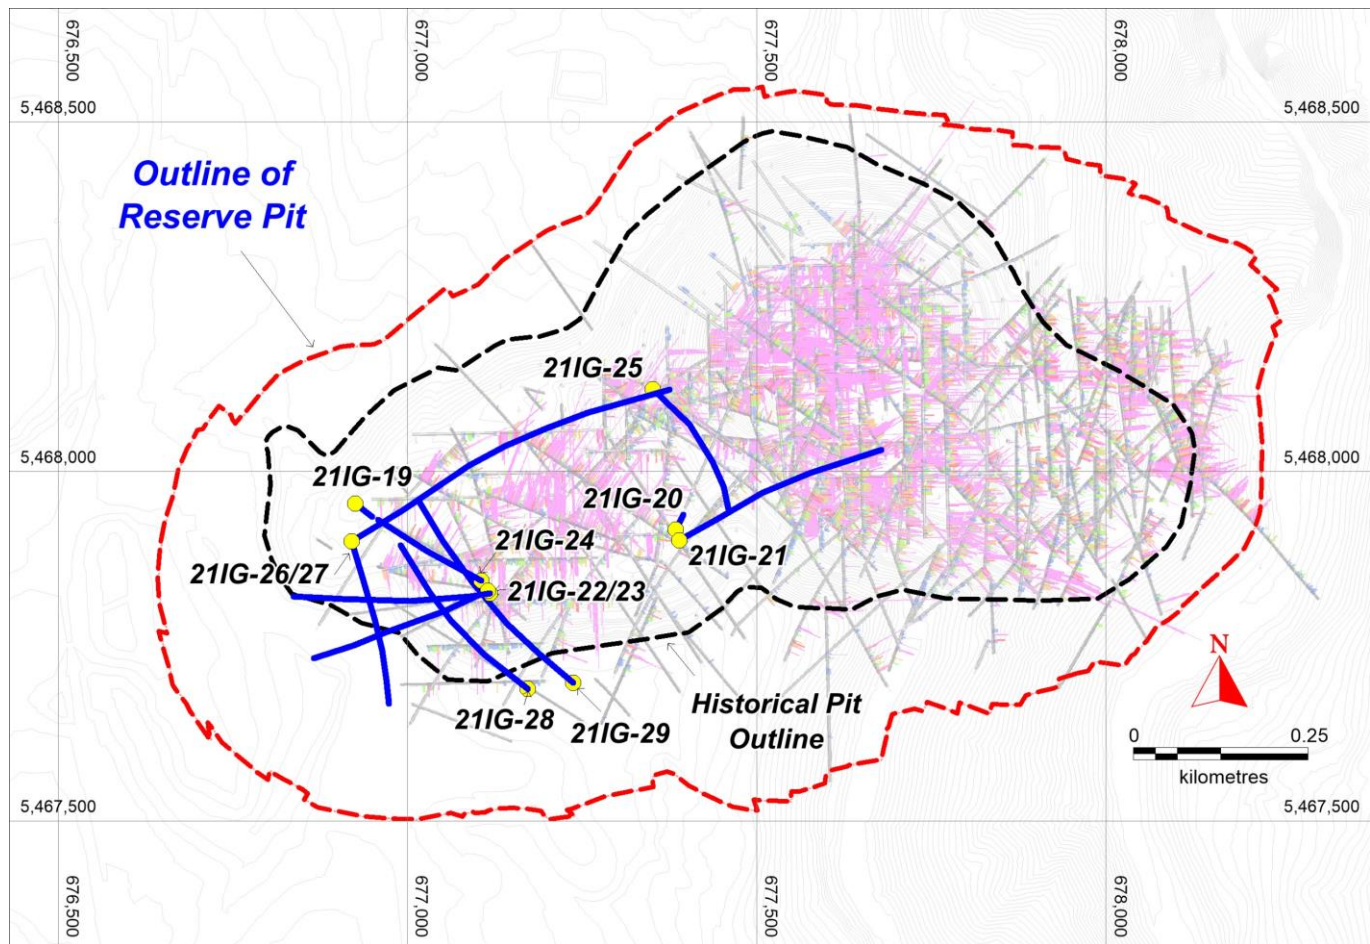 676,500
677,000
677,500
678,000
5,468,500
5,468,500
Outline of
Reserve Pit
21IG-25
5,468,000
5,468,000
21IG-19
21IG-20
21IG-24
21IG-21
21IG-26/27
21IG-22/23
N
21IG-28
21IG-29
Historical Pit
Outline
0 0.25
kilometres
5,467,500
5,467,500
676,500
677,000
677,500
678,000